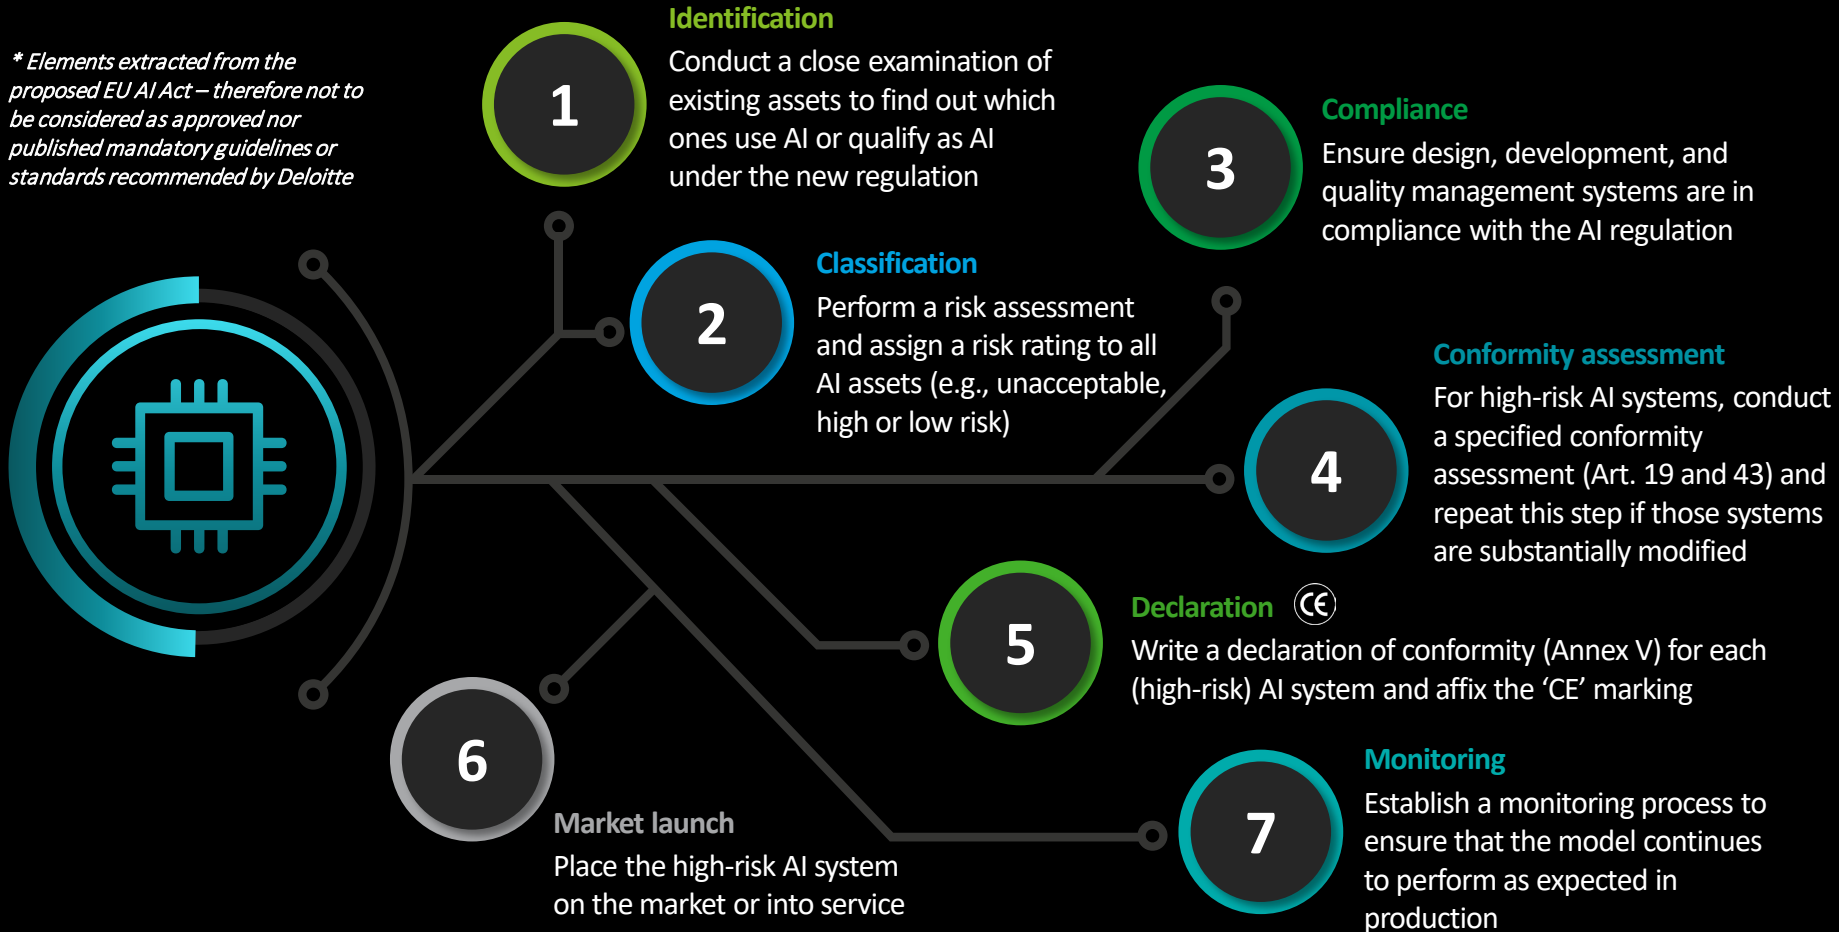 * Elements extracted from the
proposed EU AI Act – therefore not to
be considered as approved nor
published mandatory guidelines or
standards recommended by Deloitte
1
Identification
Conduct a close examination of
existing assets to find out which
ones use AI or qualify as AI
under the new regulation
2
Classification
Perform a risk assessment
and assign a risk rating to all
AI assets (e.g., unacceptable,
high or low risk)
3
Compliance
Ensure design, development, and
quality management systems are in
compliance with the AI regulation
4
Conformity assessment
For high-risk AI systems, conduct
a specified conformity
assessment (Art. 19 and 43) and
repeat this step if those systems
are substantially modified
5
Declaration CE
Write a declaration of conformity (Annex V) for each
(high-risk) AI system and affix the ‘CE’ marking
6
Market launch
Place the high-risk AI system
on the market or into service
7
Monitoring
Establish a monitoring process to
ensure that the model continues
to perform as expected in
production